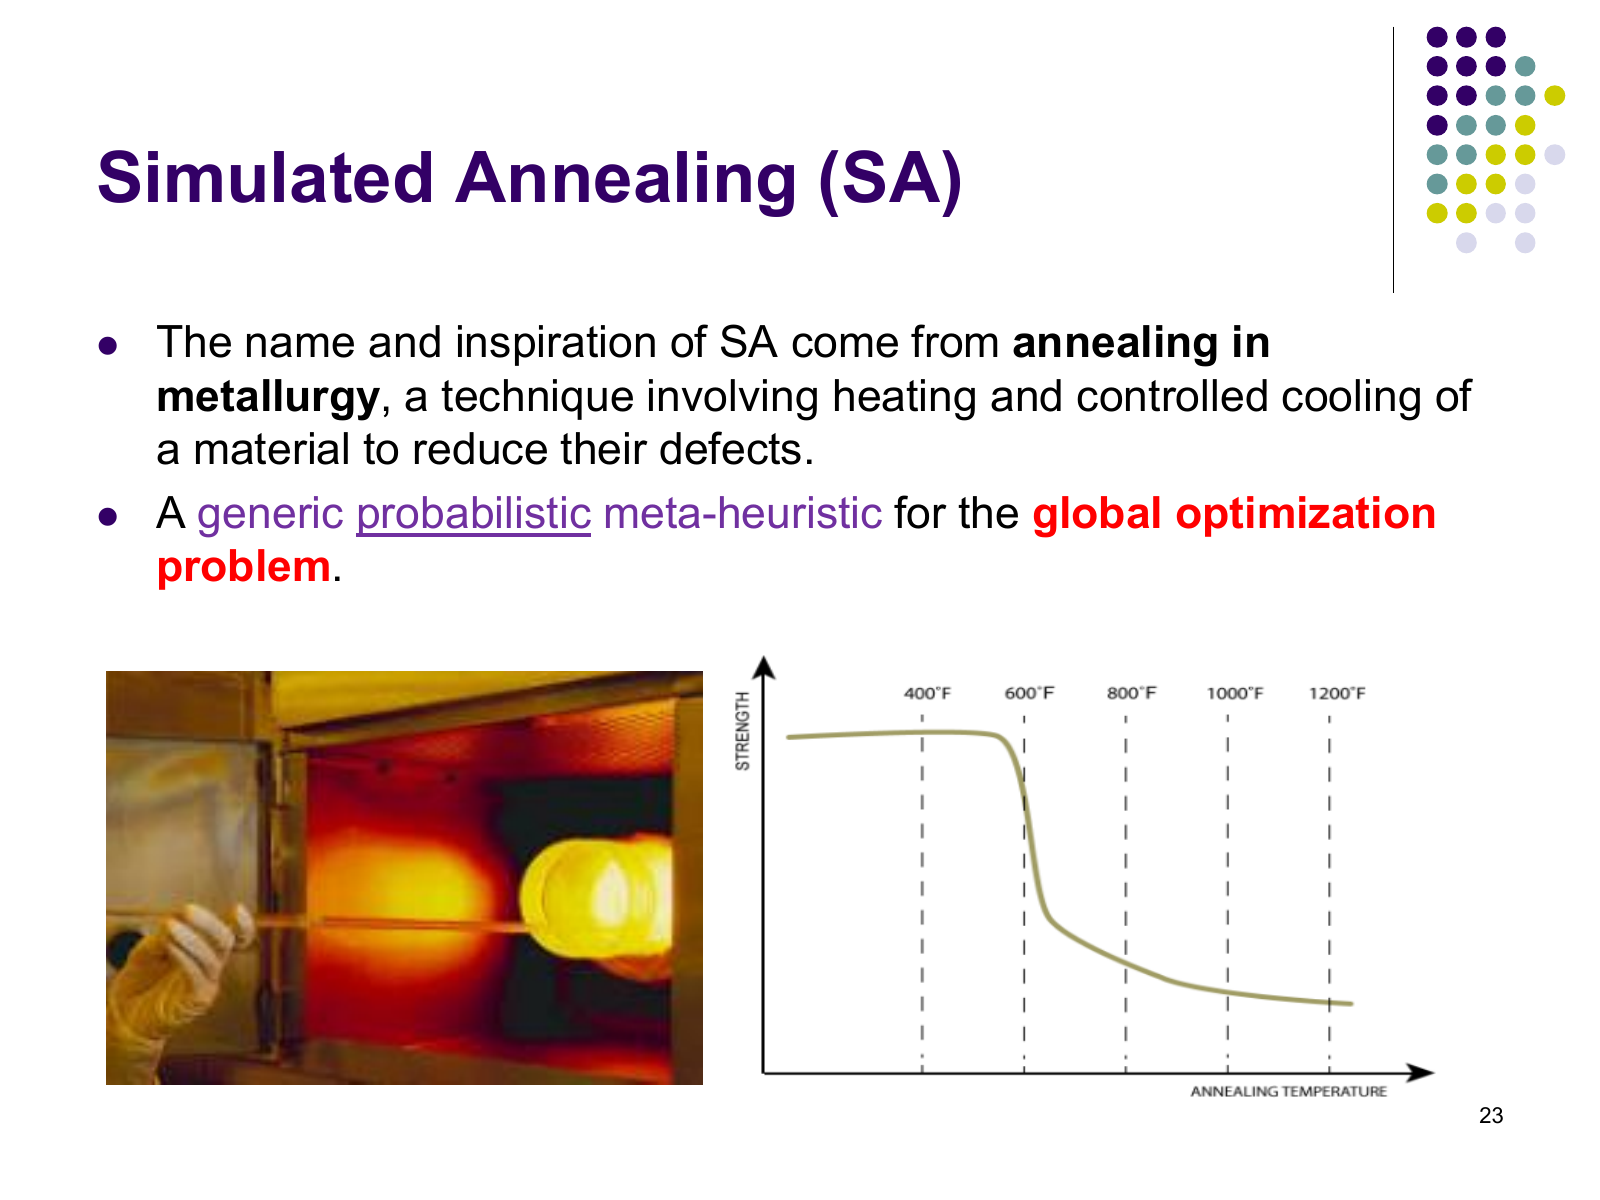 Simulated Annealing (SA)
The name and inspiration of SA come from annealing in
metallurgy, a technique involving heating and controlled cooling of
a material to reduce their defects.
A generic probabilistic meta-heuristic for the global optimization
problem.
STRENGTH
400°F 600°F 800°F 1000°F 1200°F
ANNEALING TEMPERATURE
23